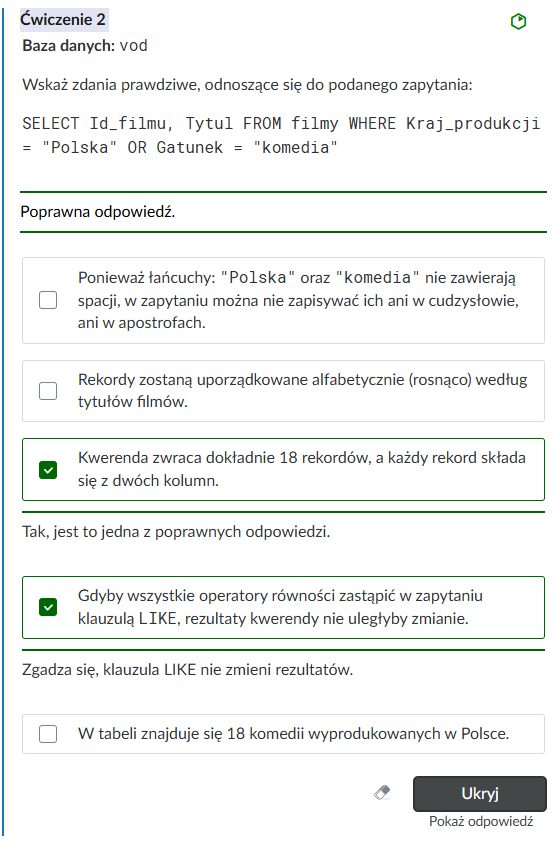 Ćwiczenie 2
Baza danych: vod
Wskaż zdania prawdziwe, odnoszące się do podanego zapytania:
SELECT Id_filmu, Tytul FROM filmy WHERE Kraj_produkcji
= "Polska" OR Gatunek = "komedia"
Poprawna odpowiedź.
Ponieważ łańcuchy: "Polska" oraz "komedia" nie zawierają
spacji, w zapytaniu można nie zapisywać ich ani w cudzysłowie,
ani w apostrofach.
Rekordy zostaną uporządkowane alfabetycznie (rosnąco) według
tytułów filmów.
Kwerenda zwraca dokładnie 18 rekordów, a każdy rekord składa
się z dwóch kolumn.
Tak, jest to jedna z poprawnych odpowiedzi.
Gdyby wszystkie operatory równości zastąpić w zapytaniu
klauzulą LIKE, rezultaty kwerendy nie uległyby zmianie.
Zgadza się, klauzula LIKE nie zmieni rezultatów.
W tabeli znajduje się 18 komedii wyprodukowanych w Polsce.
Ukryj
Pokaż odpowiedź